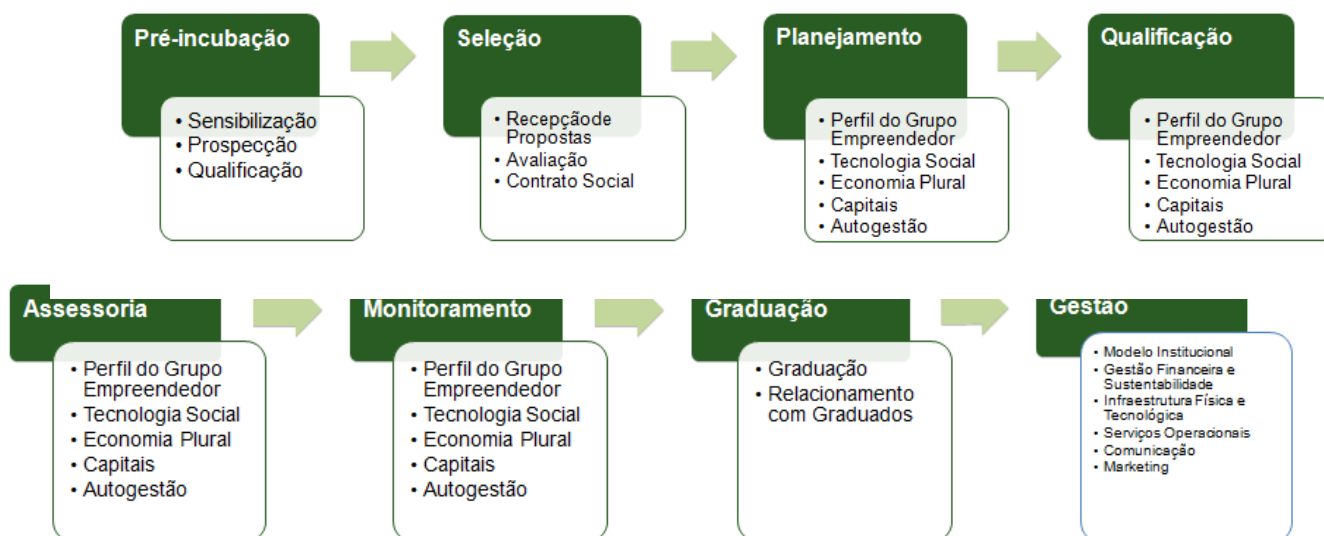 Pré-incubação
• Sensibilização
• Prospecção
• Qualificação
Seleção
• Recepçãode
Propostas
• Avaliação
• Contrato Social
Planejamento
• Perfil do Grupo
Empreendedor
• Tecnologia Social
• Economia Plural
• Capitais
• Autogestão
Qualificação
• Perfil do Grupo
Empreendedor
• Tecnologia Social
• Economia Plural
• Capitais
• Autogestão
Assessoria
• Perfil do Grupo
Empreendedor
• Tecnologia Social
• Economia Plural
• Capitais
• Autogestão
Monitoramento
• Perfil do Grupo
Empreendedor
• Tecnologia Social
• Economia Plural
• Capitais
• Autogestão
Graduação
• Graduação
• Relacionamento
com Graduados
Gestão
• Modelo Institucional
• Gestão Financeira e
Sustentabilidade
• Infraestrutura Física e
Tecnológica
• Serviços Operacionais
• Comunicação
• Marketing